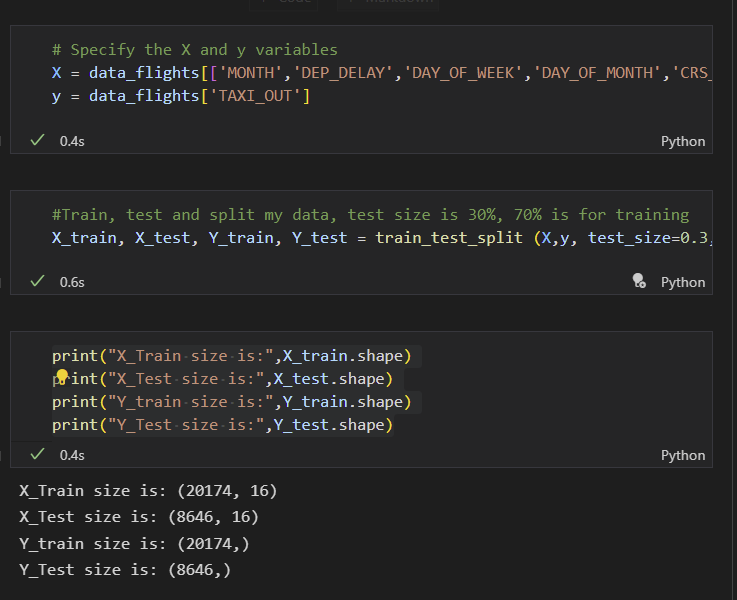 # Specify the X and y variables
X = data_flights[['MONTH','DEP_DELAY','DAY_OF_WEEK','DAY_OF_MONTH','CRS_
y = data_flights['TAXI_OUT']
0.4s Python
#Train, test and split my data, test size is 30%, 70% is for training
X_train, X_test, Y_train, Y_test = train_test_split (X,y, test_size=0.3,
0.6s Python
print("X_Train size is:",X_train.shape)
print("X_Test size is:",X_test.shape)
print("Y_train size is:",Y_train.shape)
print("Y_Test size is:",Y_test.shape)
0.4s Python
X_Train size is: (20174, 16)
X_Test size is: (8646, 16)
Y_train size is: (20174,)
Y_Test size is: (8646,)